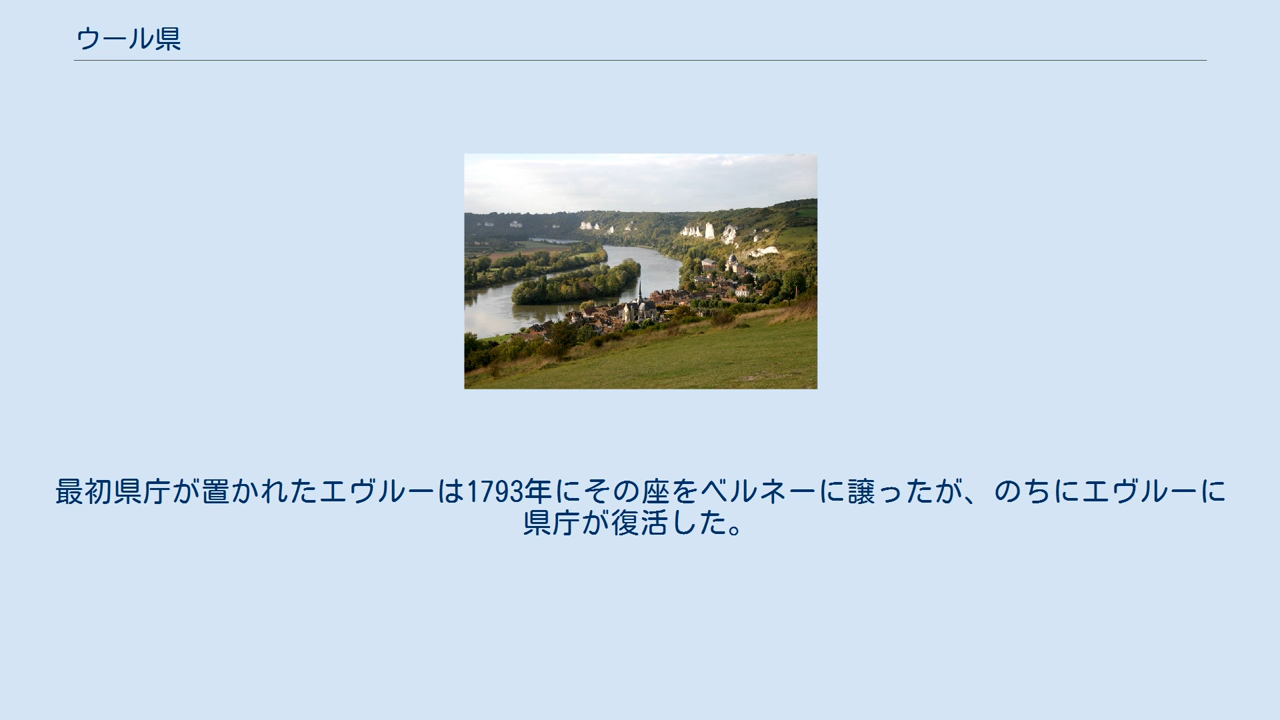 ウール県
最初県庁が置かれたエヴルーは1793年にその座をベルネーに譲ったが、のちにエヴルーに
県庁が復活した。